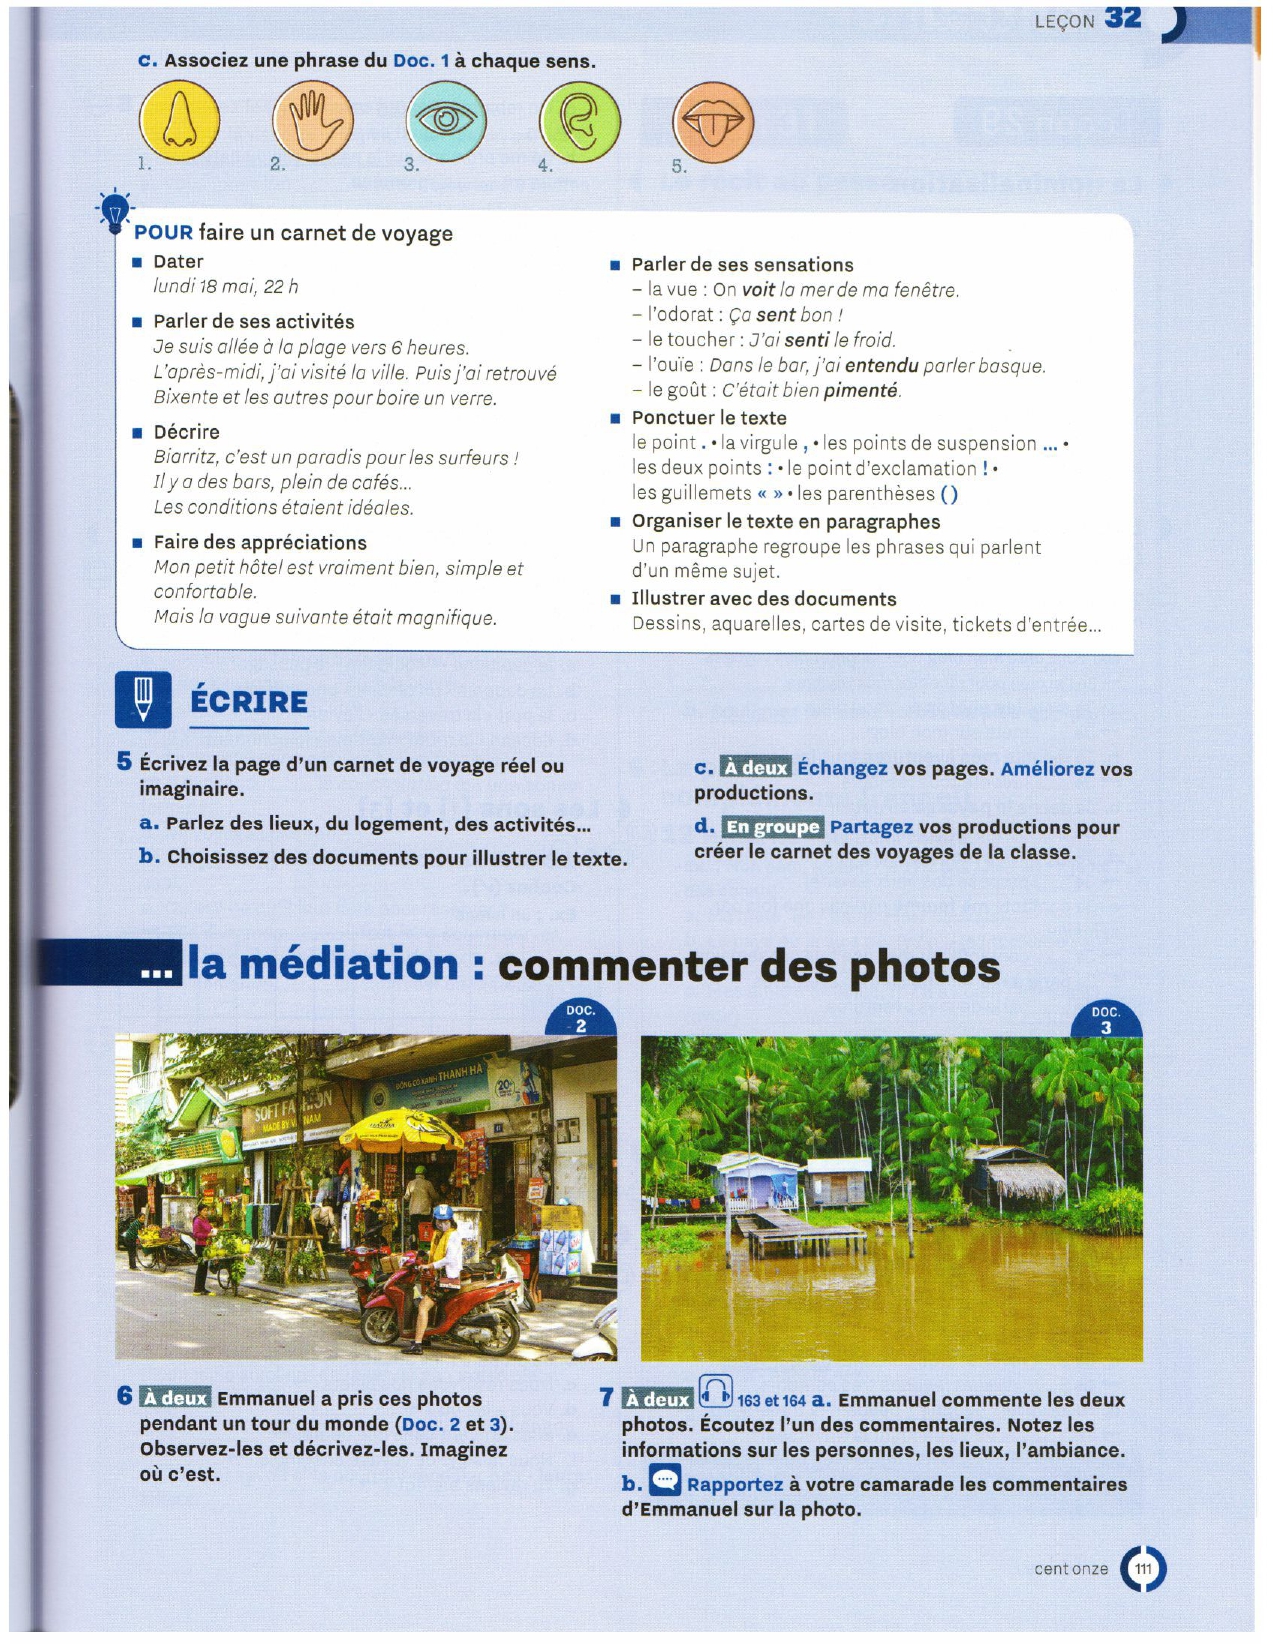 LEÇON 32
c. Associez une phrase du Doc. 1 à chaque sens.
1. 2. 3. 4. 5.
POUR faire un carnet de voyage
■ Dater
lundi 18 mai, 22 h
■ Parler de ses activités
Je suis allée à la plage vers 6 heures.
L'après-midi, j'ai visité la ville. Puis j'ai retrouvé
Bixente et les autres pour boire un verre.
■ Décrire
Biarritz, c'est un paradis pour les surfeurs !
Il y a des bars, plein de cafés...
Les conditions étaient idéales.
■ Faire des appréciations
Mon petit hôtel est vraiment bien, simple et
confortable.
Mais la vague suivante était magnifique.
■ Parler de ses sensations
– la vue : On voit la mer de ma fenêtre.
– l'odorat : Ça sent bon !
– le toucher : J'ai senti le froid.
– l'ouïe : Dans le bar, j'ai entendu parler basque.
– le goût : C'était bien pimenté.
■ Ponctuer le texte
le point . • la virgule , • les points de suspension ... •
les deux points : • le point d'exclamation ! •
les guillemets « » • les parenthèses ()
■ Organiser le texte en paragraphes
Un paragraphe regroupe les phrases qui parlent
d'un même sujet.
■ Illustrer avec des documents
Dessins, aquarelles, cartes de visite, tickets d'entrée...
ÉCRIRE
5 Écrivez la page d'un carnet de voyage réel ou
imaginaire.
a. Parlez des lieux, du logement, des activités...
b. Choisissez des documents pour illustrer le texte.
c. À deux Échangez vos pages. Améliorez vos
productions.
d. En groupe Partagez vos productions pour
créer le carnet des voyages de la classe.
... la médiation : commenter des photos
DOC.
2
DOC.
3
ĐÔNG CỎ XANH THANH HÀ
20
SOFT FASHION
MADE BY VIETNAM
6 À deux Emmanuel a pris ces photos
pendant un tour du monde (Doc. 2 et 3).
Observez-les et décrivez-les. Imaginez
où c'est.
7 À deux 163 et 164 a. Emmanuel commente les deux
photos. Écoutez l'un des commentaires. Notez les
informations sur les personnes, les lieux, l'ambiance.
b. Rapportez à votre camarade les commentaires
d'Emmanuel sur la photo.
cent onze 111